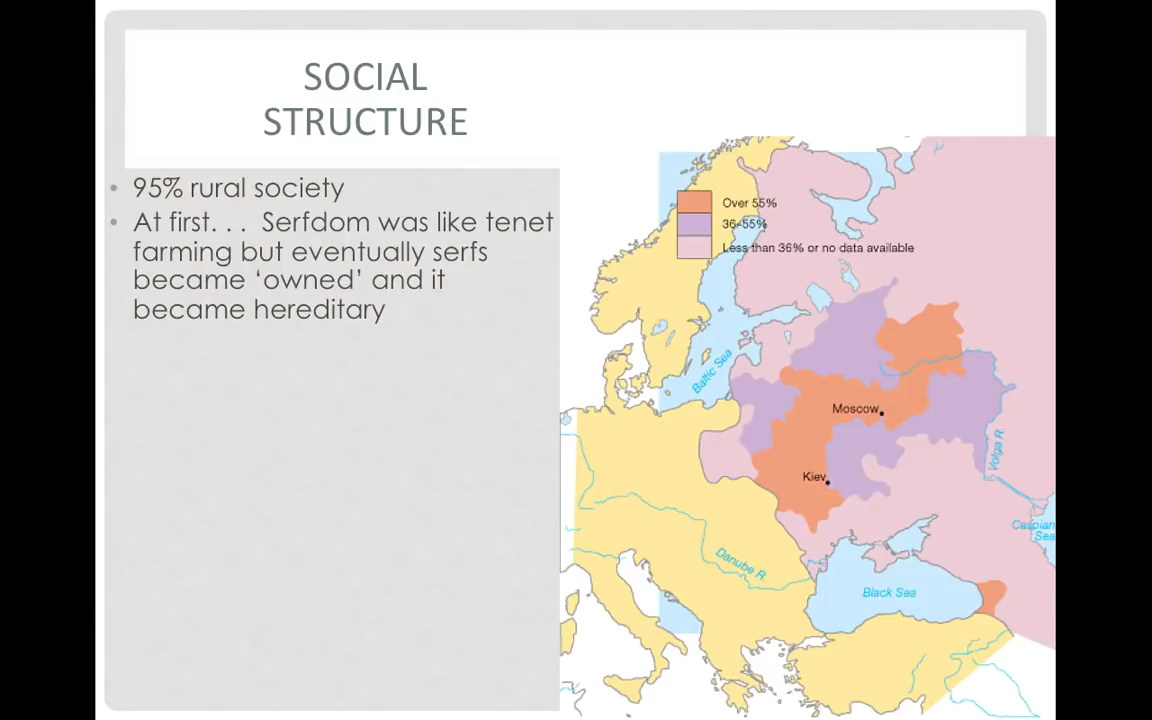 SOCIAL
STRUCTURE
• 95% rural society
• At first. . . Serfdom was like tenet
farming but eventually serfs
became ‘owned’ and it
became hereditary
Over 55%
36-55%
Less than 36% or no data available
Baltic Sea
Moscow
Volga R.
Kiev
Caspian
Sea
Danube R.
Black Sea